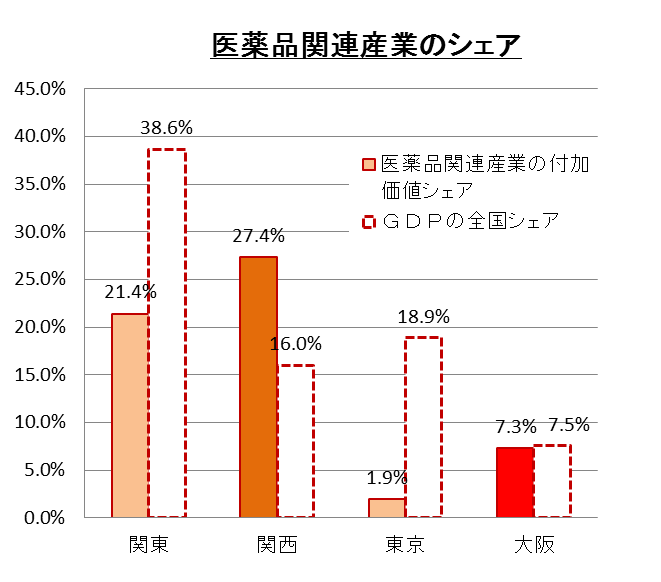 医薬品関連産業のシェア
45.0%
40.0%
35.0%
30.0%
25.0%
20.0%
15.0%
10.0%
5.0%
0.0%
38.6%
21.4%
27.4%
16.0%
18.9%
1.9%
7.3%
7.5%
医薬品関連産業の付加
価値シェア
ＧＤＰの全国シェア
関東
関西
東京
大阪